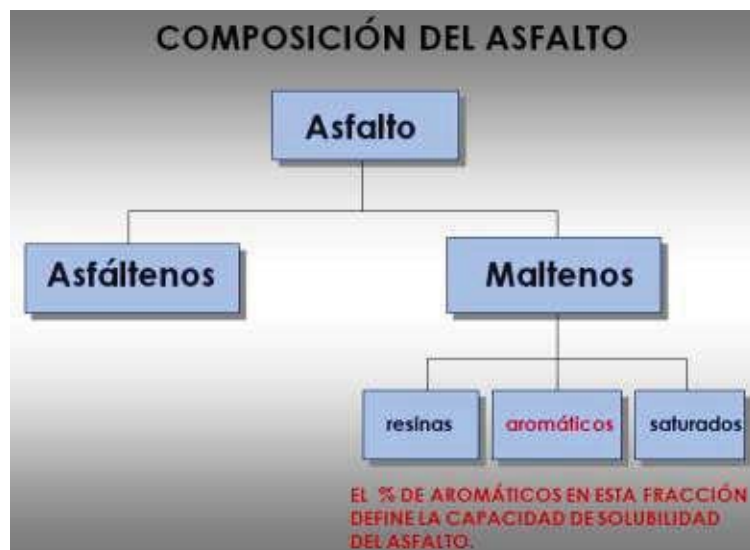 COMPOSICIÓN DEL ASFALTO
Asfalto
Asfáltenos
Maltenos
resinas
aromáticos
saturados
EL % DE AROMÁTICOS EN ESTA FRACCIÓN
DEFINE LA CAPACIDAD DE SOLUBILIDAD
DEL ASFALTO.